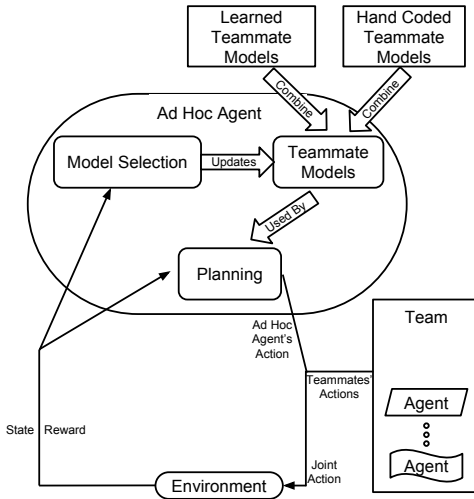 Learned
Teammate
Models
Hand Coded
Teammate
Models
Combine
Combine
Ad Hoc Agent
Model Selection
Updates
Teammate
Models
Used By
Planning
Ad Hoc
Agent's
Action
Team
Teammates'
Actions
Agent
Agent
State
Reward
Joint
Action
Environment